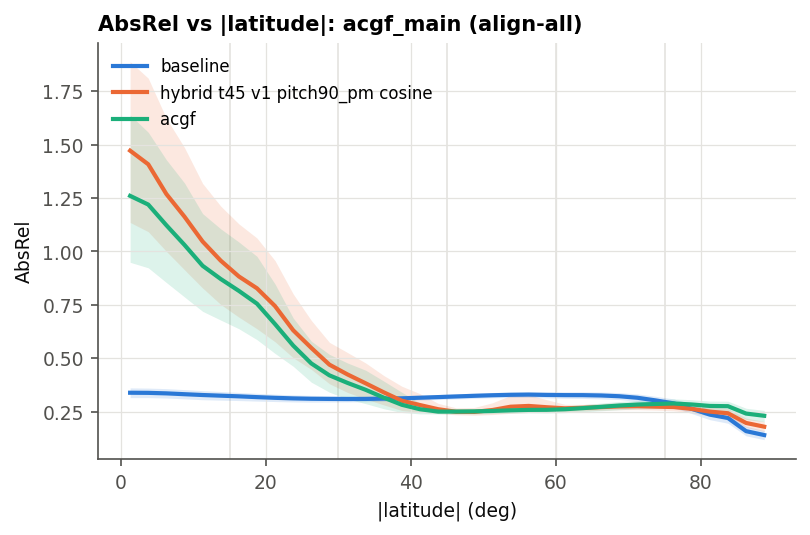 AbsRel vs |latitude|: acgf_main (align-all)
baseline
hybrid t45 v1 pitch90_pm cosine
acgf
AbsRel
1.75
1.50
1.25
1.00
0.75
0.50
0.25
0 20 40 60 80
|latitude| (deg)